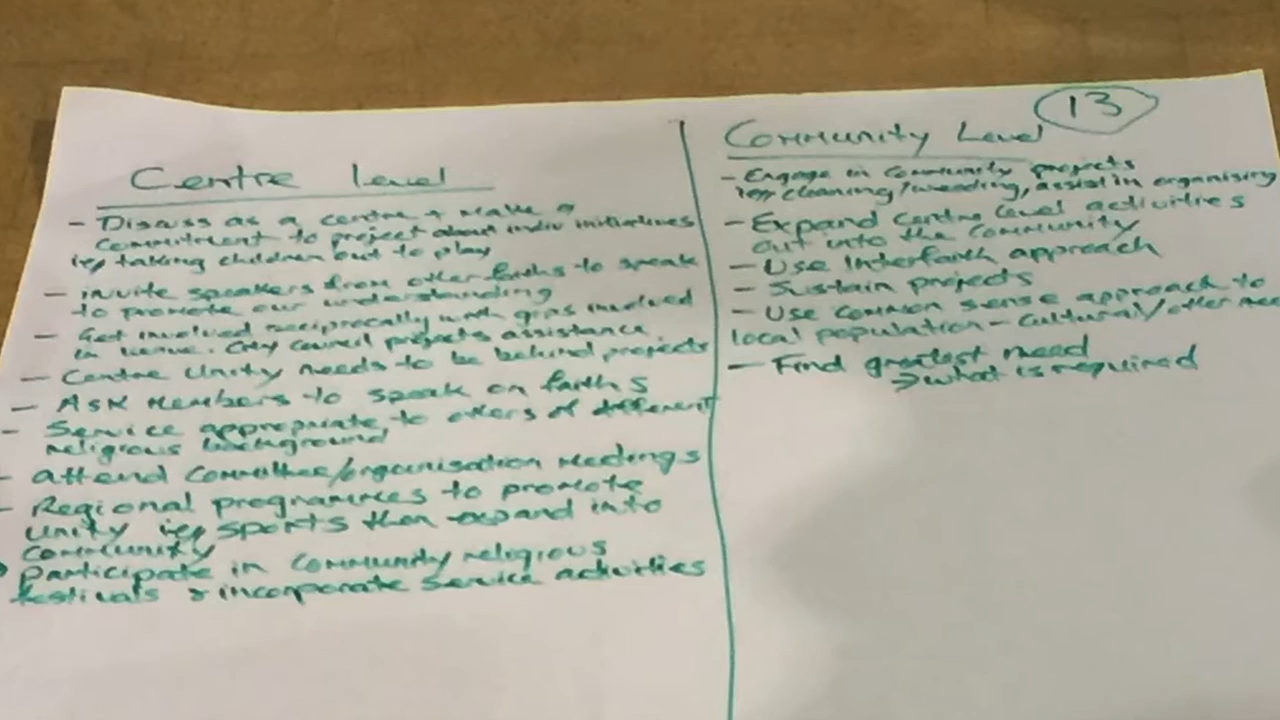 Centre level
- Discuss as a centre + make a
commitment to project about indiv initiatives
ie, taking children out to play
- invite speakers from other faiths to speak
to promote our understanding
- Get involved reciprocally with involved
in City Council projects assistance
- Centre Unity needs to be behind projects
- Ask members to speak on faiths
- Service appropriate to others of different
religious background
- attend committee/organisation meetings
- Regional programmes to promote
unity ie, sports then expand into
community
participate in community religious
festivals & incorporate service activities
13
Community Level
- Engage in community projects
cleaning/weeding, assist in organising
- Expand centre level activities
out into the community
- Use interfaith approach
- Sustain projects
- Use common sense approach to
local population - cultural/other
- Find greatest need
→ what is required